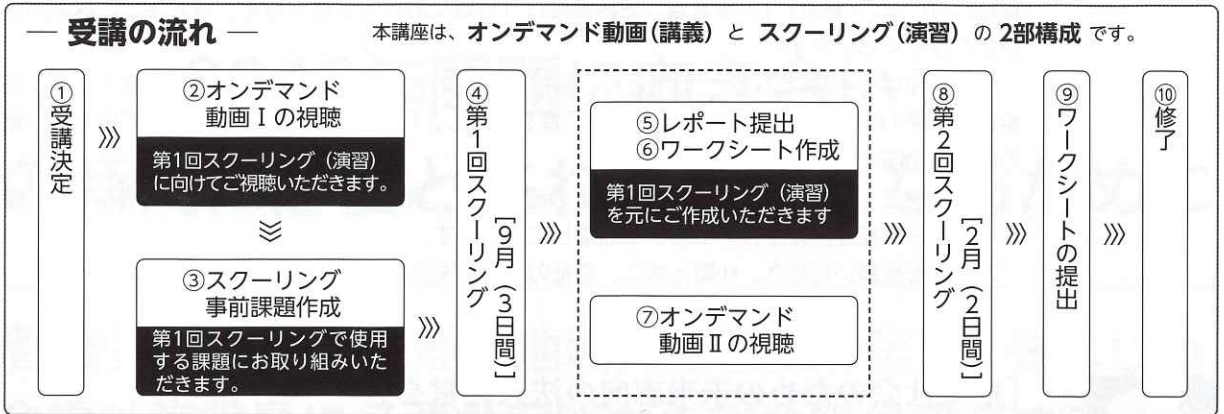 ― 受講の流れ ―
本講座は、オンデマンド動画(講義) と スクーリング(演習) の 2部構成 です。
①受講決定
》》
②オンデマンド
動画Ⅰの視聴
第1回スクーリング（演習）
に向けてご視聴いただきます。
③スクーリング
事前課題作成
第1回スクーリングで使用
する課題にお取り組みいた
だきます。
④第1回スクーリング
［9月（3日間）］
⑤レポート提出
⑥ワークシート作成
第1回スクーリング（演習）
を元にご作成いただきます
⑦オンデマンド
動画Ⅱの視聴
⑧第2回スクーリング
［2月（2日間）］
⑨ワークシートの提出
⑩修了